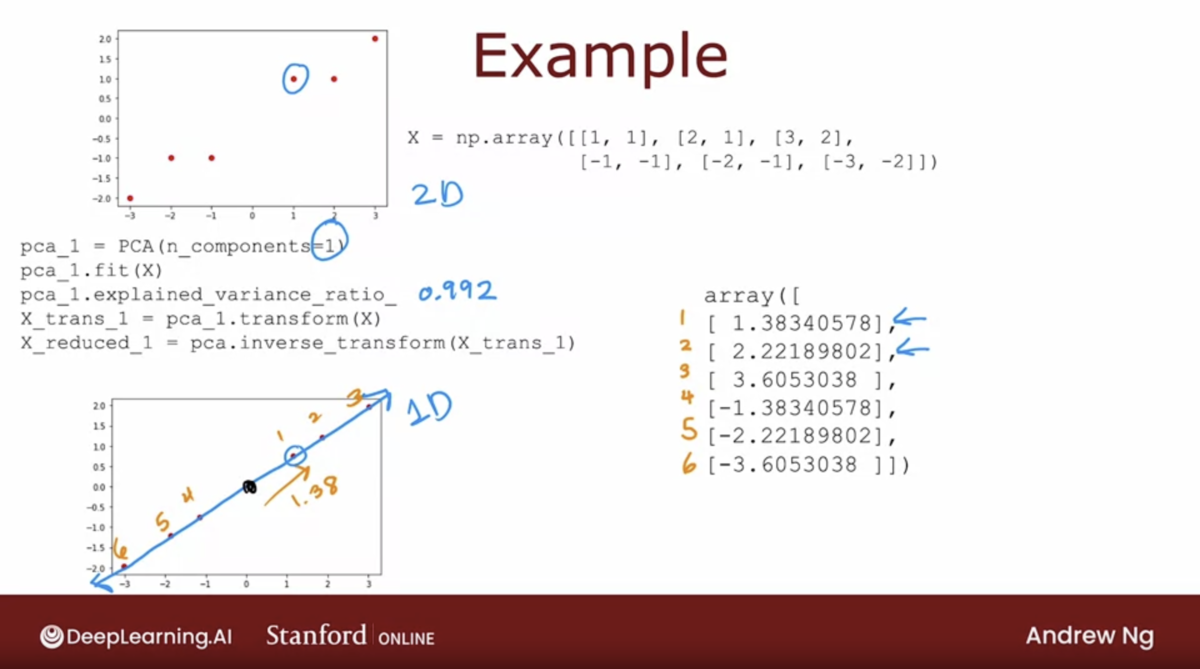 Example
2.0
1.5
1.0
0.5
0.0
−0.5
−1.0
−1.5
−2.0
−3 −2 −1 0 1 2 3
X = np.array([[1, 1], [2, 1], [3, 2],
[-1, -1], [-2, -1], [-3, -2]])
2D
pca_1 = PCA(n_components=1)
pca_1.fit(X)
pca_1.explained_variance_ratio_ 0.992
X_trans_1 = pca_1.transform(X)
X_reduced_1 = pca.inverse_transform(X_trans_1)
array([
1 [ 1.38340578],
2 [ 2.22189802],
3 [ 3.6053038 ],
4 [-1.38340578],
5 [-2.22189802],
6 [-3.6053038 ]])
1D
2.0
1.5
1.0
0.5
0.0
−0.5
−1.0
−1.5
−2.0
−3 −2 −1 0 1 2 3
3
2
1
1.38
4
5
6
DeepLearning.AI Stanford ONLINE Andrew Ng